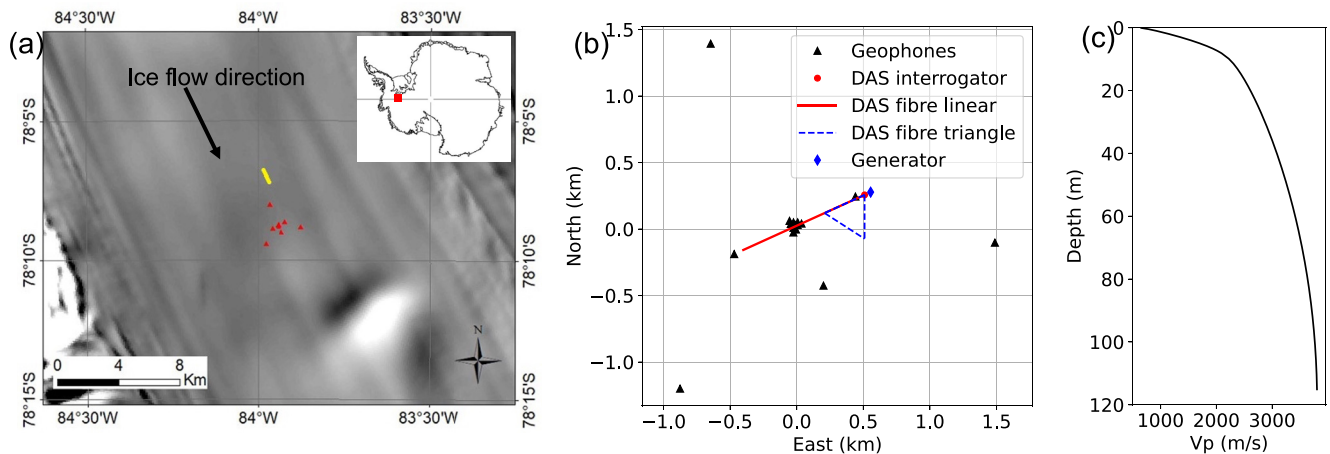 (a)
84°30'W 84°W 83°30'W
Ice flow direction
78°5'S
78°5'S
78°10'S
78°10'S
N
0 4 8
Km
78°15'S
78°15'S
84°30'W 84°W 83°30'W
(b)
1.5
1.0
0.5
0.0
−0.5
−1.0
North (km)
Geophones
DAS interrogator
DAS fibre linear
DAS fibre triangle
Generator
−1.0 −0.5 0.0 0.5 1.0 1.5
East (km)
(c)
0
20
40
60
80
100
120
Depth (m)
1000 2000 3000
Vp (m/s)